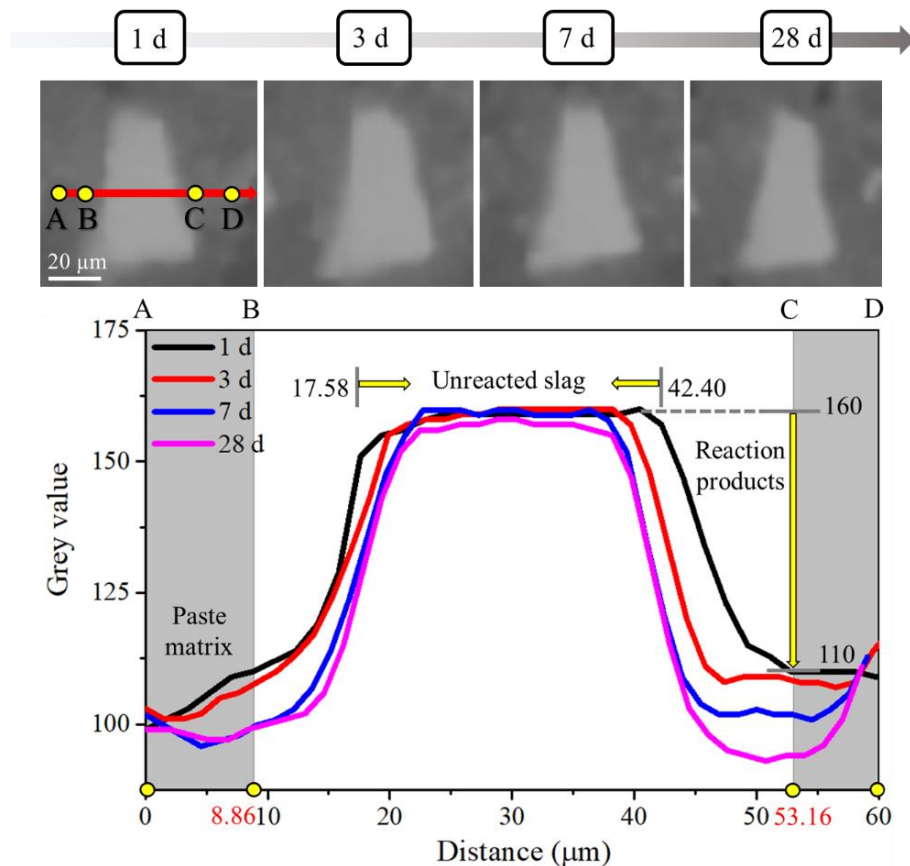 1 d 3 d 7 d 28 d
A B C D
20 μm
A B C D
175
150
125
100
Grey value
1 d
3 d
7 d
28 d
17.58 Unreacted slag 42.40
160
Reaction
products
110
Paste
matrix
0 8.86 10 20 30 40 50 53.16 60
Distance (μm)